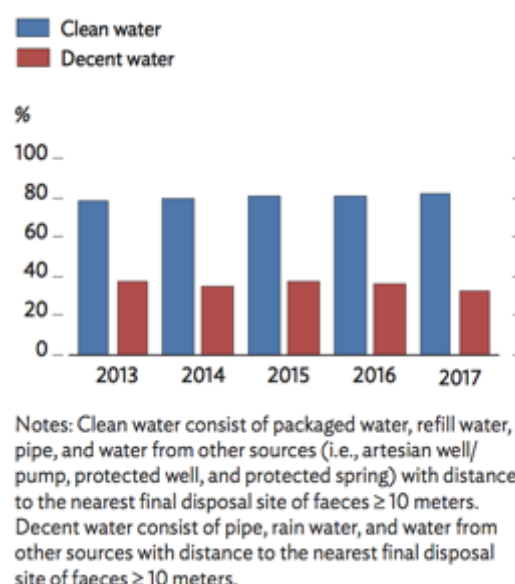 Clean water
Decent water
%
100
80
60
40
20
0
2013 2014 2015 2016 2017
Notes: Clean water consist of packaged water, refill water,
pipe, and water from other sources (i.e., artesian well/
pump, protected well, and protected spring) with distance
to the nearest final disposal site of faeces ≥ 10 meters.
Decent water consist of pipe, rain water, and water from
other sources with distance to the nearest final disposal
site of faeces ≥ 10 meters.